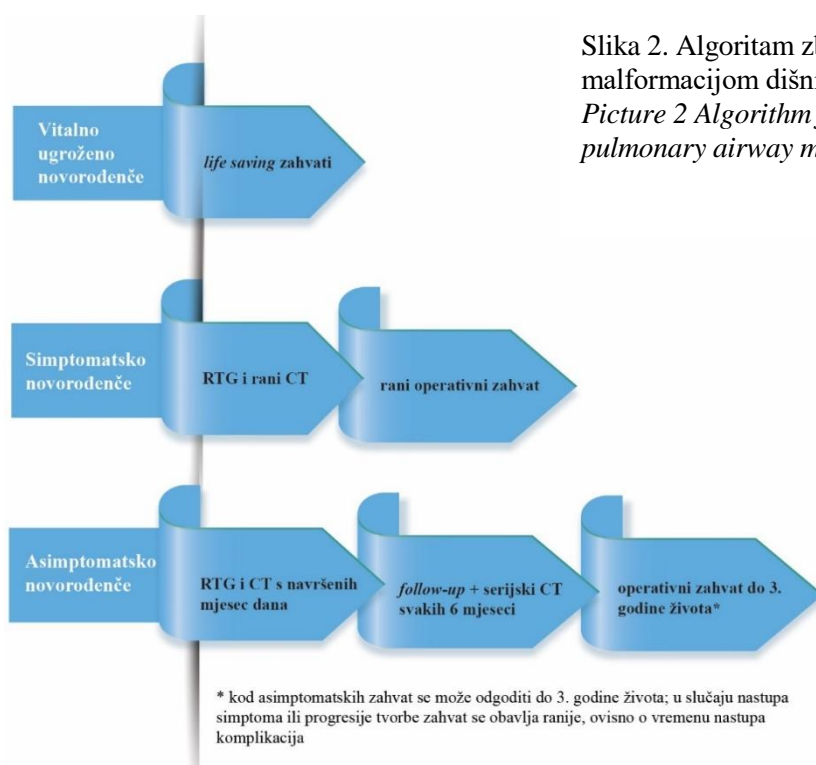 Slika 2. Algoritam
malformacijom
Picture 2 Algorithm
pulmonary airway
Vitalno
ugroženo
novorođenče
life saving zahvati
Simptomatsko
novorođenče
RTG i rani CT
rani operativni zahvat
Asimptomatsko
novorođenče
RTG i CT s navršenih
mjesec dana
follow-up + serijski CT
svakih 6 mjeseci
operativni zahvat do 3.
godine života*
* kod asimptomatskih zahvat se može odgoditi do 3. godine života; u slučaju nastupa
simptoma ili progresije tvorbe zahvat se obavlja ranije, ovisno o vremenu nastupa
komplikacija